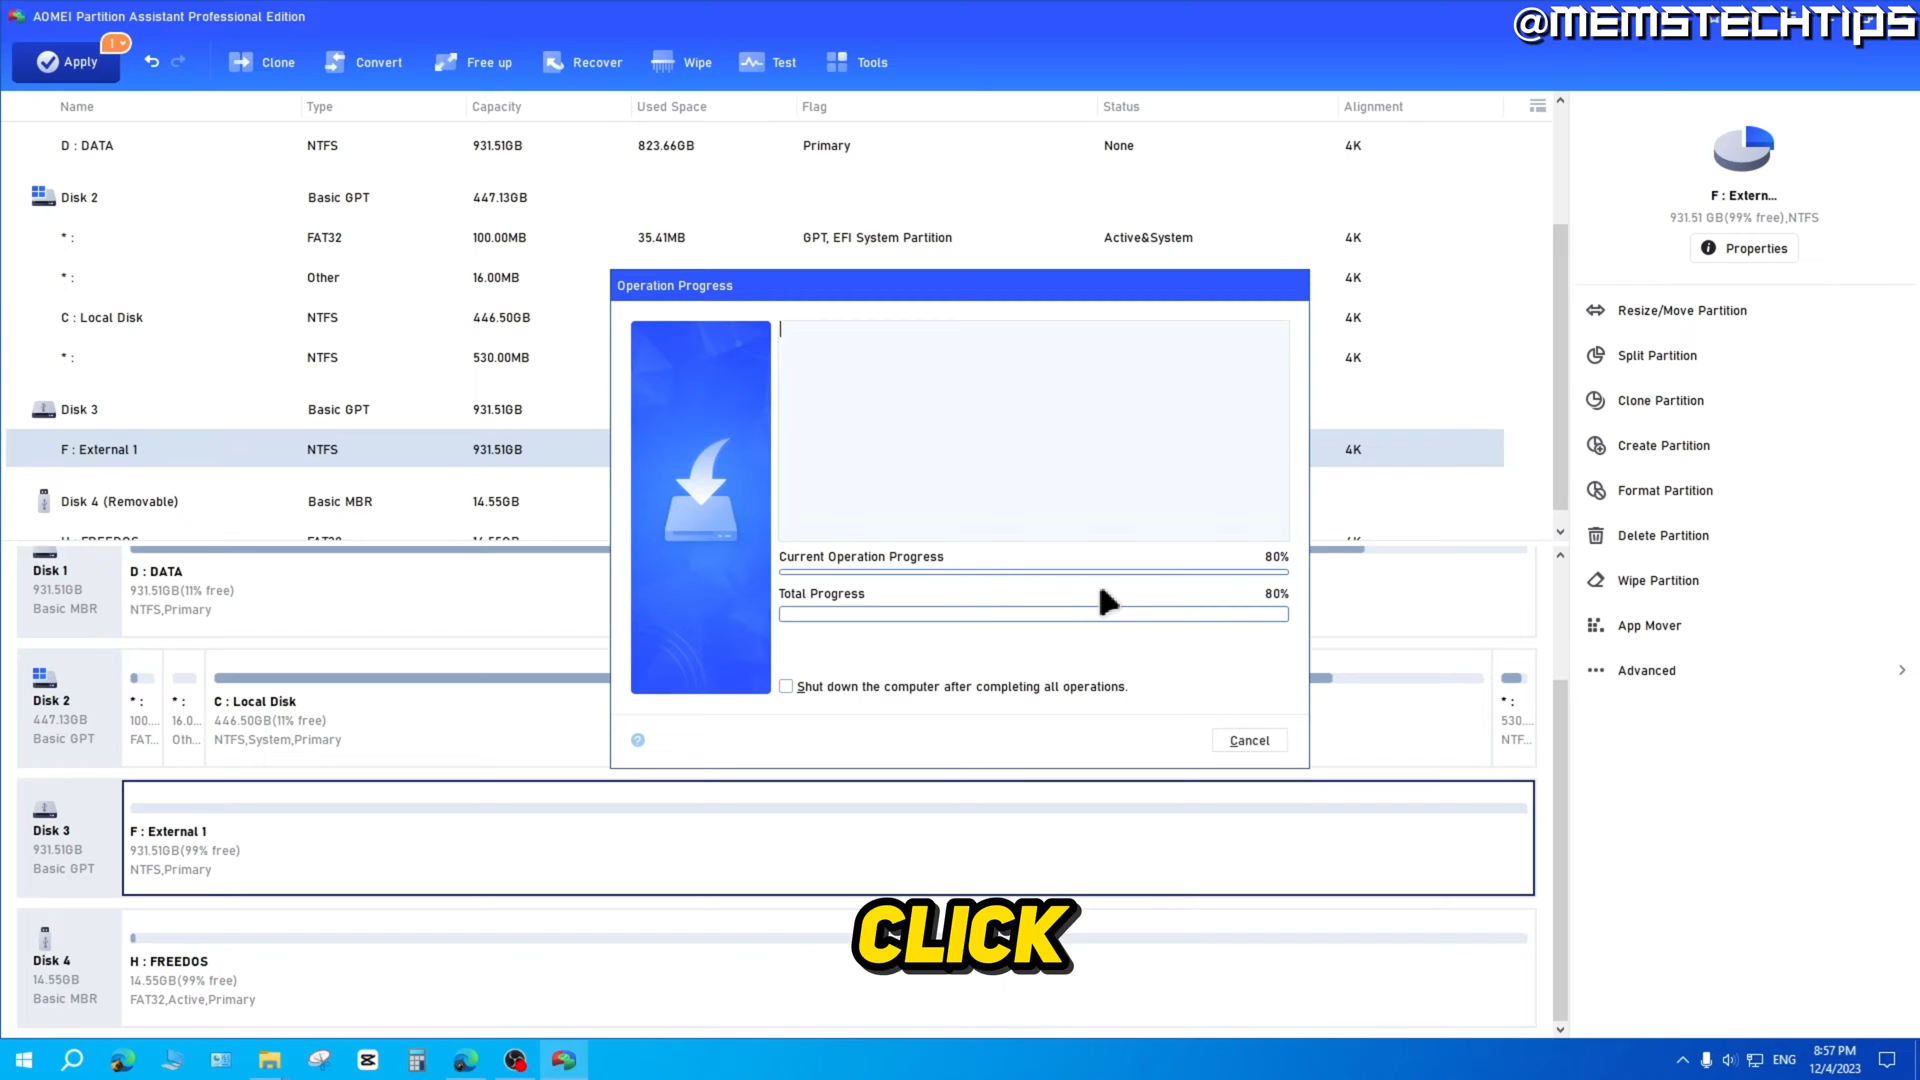 AOMEI Partition Assistant Professional Edition
@MEMSTECHTIPS
1
Apply
Clone
Convert
Free up
Recover
Wipe
Test
Tools
Name Type Capacity Used Space Flag Status Alignment
D : DATA NTFS 931.51GB 823.66GB Primary None 4K
Disk 2 Basic GPT 447.13GB
* : FAT32 100.00MB 35.41MB GPT, EFI System Partition Active&System 4K
* : Other 16.00MB 4K
C : Local Disk NTFS 446.50GB 4K
* : NTFS 530.00MB 4K
Disk 3 Basic GPT 931.51GB
F : External 1 NTFS 931.51GB 4K
Disk 4 (Removable) Basic MBR 14.55GB
Operation Progress
Current Operation Progress 80%
Total Progress 80%
Shut down the computer after completing all operations.
?
Cancel
Disk 1
931.51GB
Basic MBR
D : DATA
931.51GB(11% free)
NTFS,Primary
Disk 2
447.13GB
Basic GPT
* :
100....
FAT...
* :
16.0...
Oth...
C : Local Disk
446.50GB(11% free)
NTFS,System,Primary
* :
530....
NTF...
Disk 3
931.51GB
Basic GPT
F : External 1
931.51GB(99% free)
NTFS,Primary
Disk 4
14.55GB
Basic MBR
H : FREEDOS
14.55GB(99% free)
FAT32,Active,Primary
F : Extern...
931.51 GB(99% free),NTFS
Properties
Resize/Move Partition
Split Partition
Clone Partition
Create Partition
Format Partition
Delete Partition
Wipe Partition
App Mover
Advanced
CLICK
ENG
8:57 PM
12/4/2023